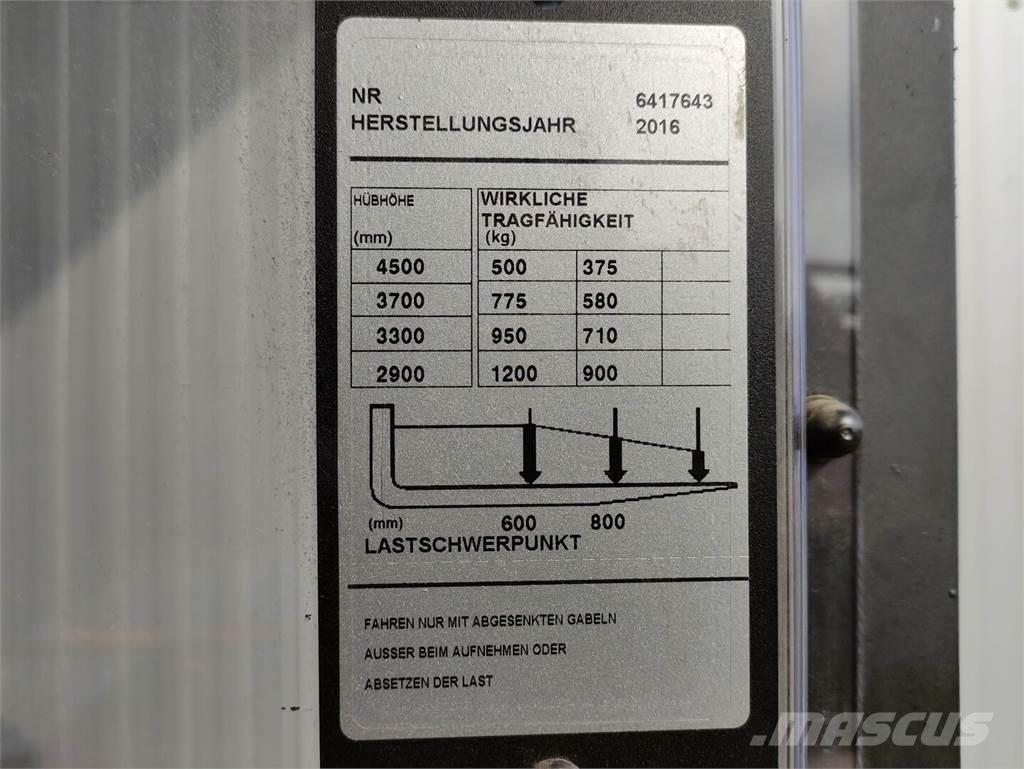 NR 6417643
HERSTELLUNGSJAHR 2016
HÜBHÖHE WIRKLICHE
TRAGFÄHIGKEIT
(mm) (kg)
4500 500 375
3700 775 580
3300 950 710
2900 1200 900
(mm) 600 800
LASTSCHWERPUNKT
FAHREN NUR MIT ABGESENKTEN GABELN
AUSSER BEIM AUFNEHMEN ODER
ABSETZEN DER LAST
MASCUS